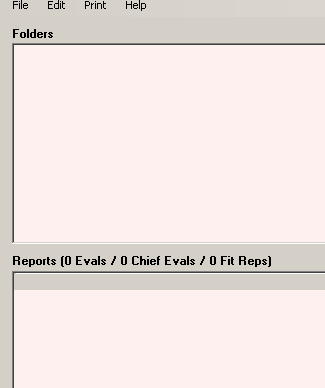 File Edit Print Help
Folders
Reports (0 Evals / 0 Chief Evals / 0 Fit Reps)